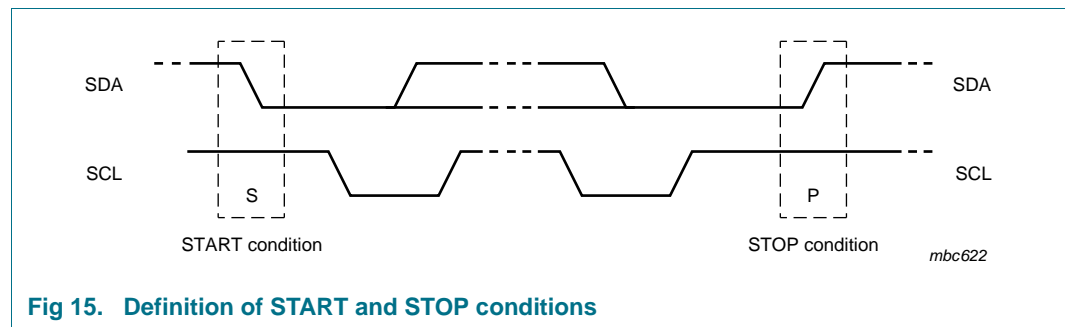 SDA SDA
SCL SCL
S P
START condition STOP condition
mbc622
Fig 15. Definition of START and STOP conditions